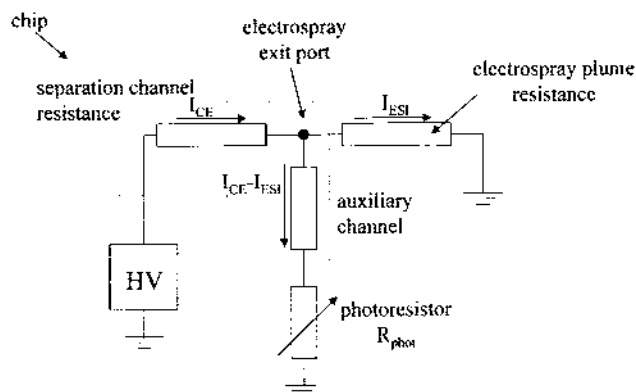 chip
electrospray
exit port
separation channel
resistance
electrospray plume
resistance
I_CE
I_ESI
I_CE-I_ESI
auxiliary
channel
HV
photoresistor
R_phot